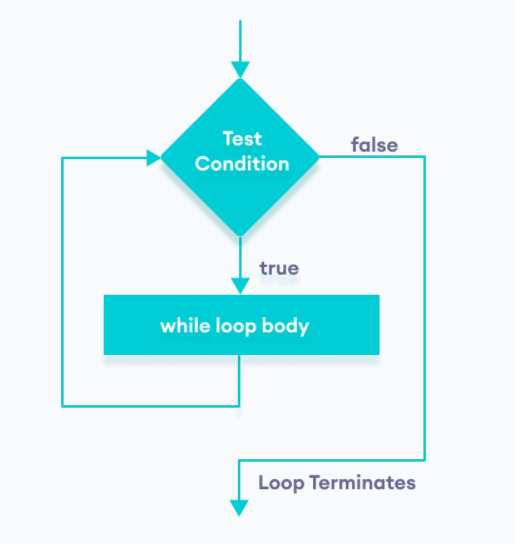 Test
Condition
false
true
while loop body
Loop Terminates